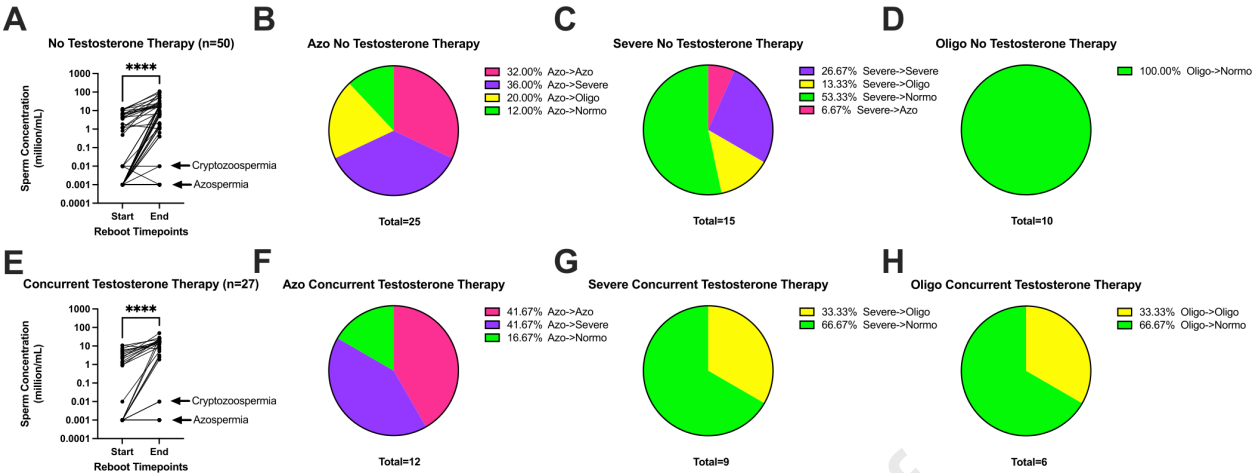 A
No Testosterone Therapy (n=50)
****
Sperm Concentration
(million/mL)
1000
100
10
1
0.1
0.01
0.001
0.0001
Cryptozoospermia
Azospermia
Start End
Reboot Timepoints
B
Azo No Testosterone Therapy
32.00% Azo->Azo
36.00% Azo->Severe
20.00% Azo->Oligo
12.00% Azo->Normo
Total=25
C
Severe No Testosterone Therapy
26.67% Severe->Severe
13.33% Severe->Oligo
53.33% Severe->Normo
6.67% Severe->Azo
Total=15
D
Oligo No Testosterone Therapy
100.00% Oligo->Normo
Total=10
E
Concurrent Testosterone Therapy (n=27)
****
Sperm Concentration
(million/mL)
1000
100
10
1
0.1
0.01
0.001
0.0001
Cryptozoospermia
Azospermia
Start End
Reboot Timepoints
F
Azo Concurrent Testosterone Therapy
41.67% Azo->Azo
41.67% Azo->Severe
16.67% Azo->Normo
Total=12
G
Severe Concurrent Testosterone Therapy
33.33% Severe->Oligo
66.67% Severe->Normo
Total=9
H
Oligo Concurrent Testosterone Therapy
33.33% Oligo->Oligo
66.67% Oligo->Normo
Total=6